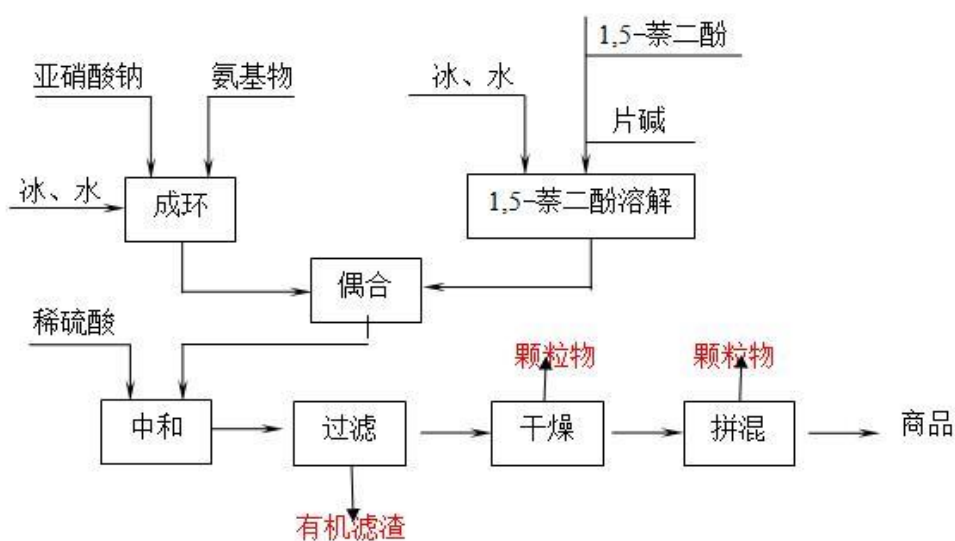 1,5-萘二酚
亚硝酸钠
氨基物
冰、水
片碱
冰、水
成环
1,5-萘二酚溶解
偶合
稀硫酸
颗粒物
颗粒物
中和
过滤
干燥
拼混
商品
有机滤渣